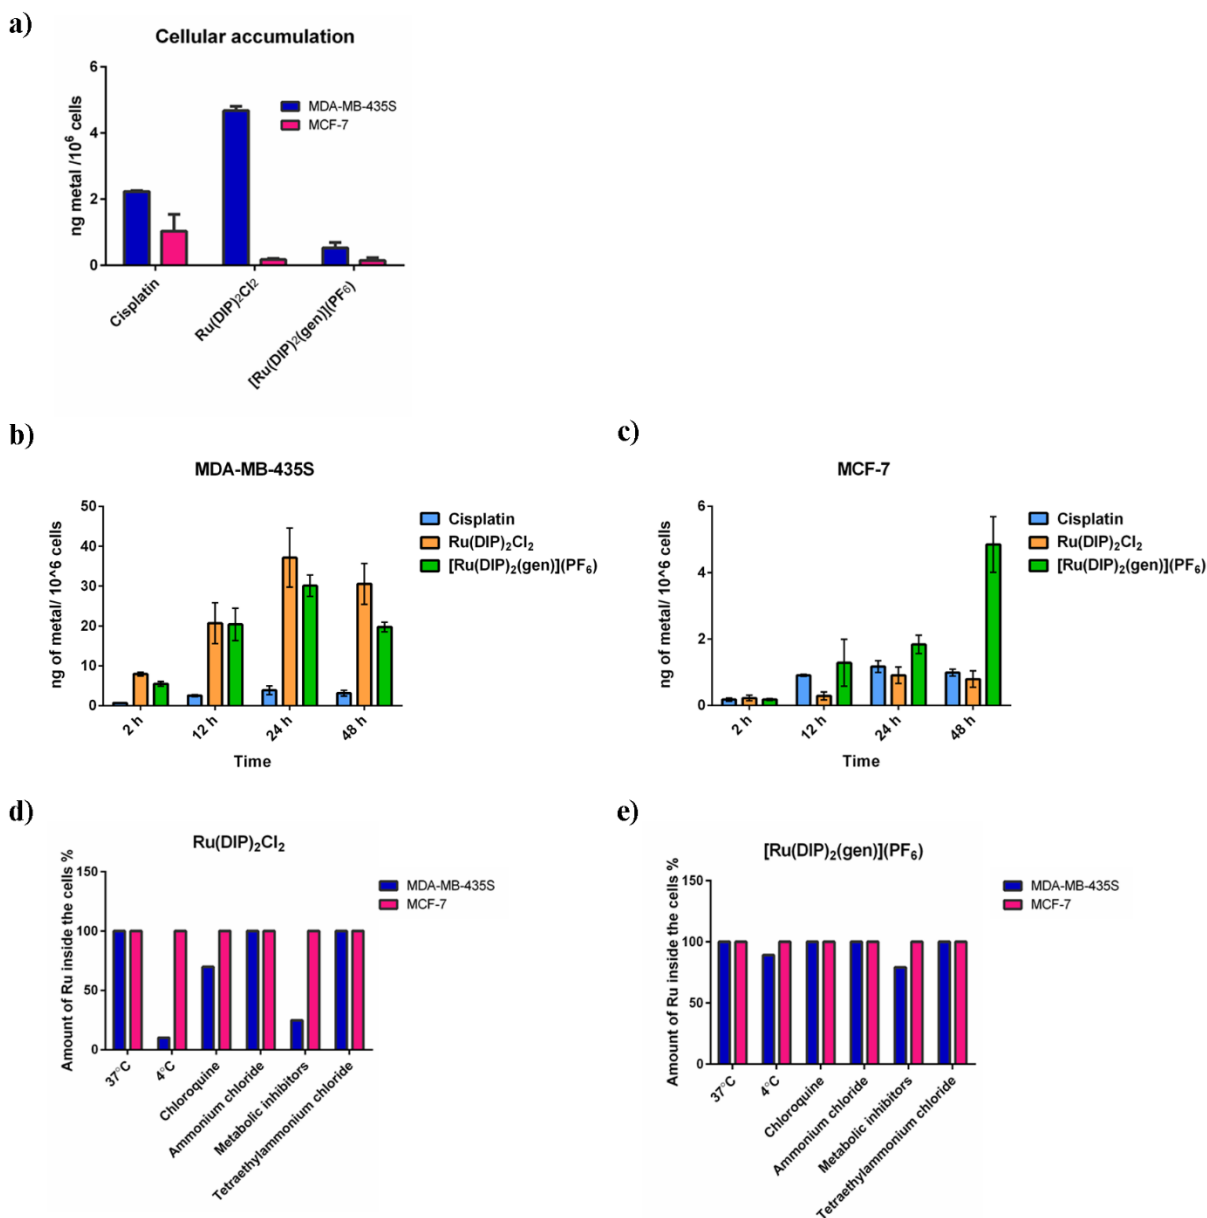 a)
Cellular accumulation
ng metal /10⁶ cells
6
4
2
0
MDA-MB-435S
MCF-7
Cisplatin
Ru(DIP)₂Cl₂
[Ru(DIP)₂(gen)](PF₆)
b)
MDA-MB-435S
ng of metal/ 10^6 cells
50
40
30
20
10
0
Cisplatin
Ru(DIP)₂Cl₂
[Ru(DIP)₂(gen)](PF₆)
2 h
12 h
24 h
48 h
Time
c)
MCF-7
ng of metal/ 10^6 cells
6
4
2
0
Cisplatin
Ru(DIP)₂Cl₂
[Ru(DIP)₂(gen)](PF₆)
2 h
12 h
24 h
48 h
Time
d)
Ru(DIP)₂Cl₂
Amount of Ru inside the cells %
150
100
50
0
MDA-MB-435S
MCF-7
37°C
4°C
Chloroquine
Ammonium chloride
Metabolic inhibitors
Tetraethylammonium chloride
e)
[Ru(DIP)₂(gen)](PF₆)
Amount of Ru inside the cells %
150
100
50
0
MDA-MB-435S
MCF-7
37°C
4°C
Chloroquine
Ammonium chloride
Metabolic inhibitors
Tetraethylammonium chloride